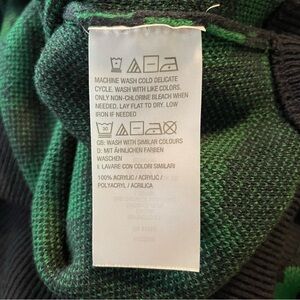 MACHINE WASH COLD DELICATE
CYCLE. WASH WITH LIKE COLORS.
ONLY NON-CHLORINE BLEACH WHEN
NEEDED. LAY FLAT TO DRY. LOW
IRON IF NEEDED
30
GB: WASH WITH SIMILAR COLOURS
D: MIT ÄHNLICHEN FARBEN
WASCHEN
I: LAVARE CON COLORI SIMILARI
100% ACRYLIC / ACRYLIC /
POLYACRYL / ACRILICA